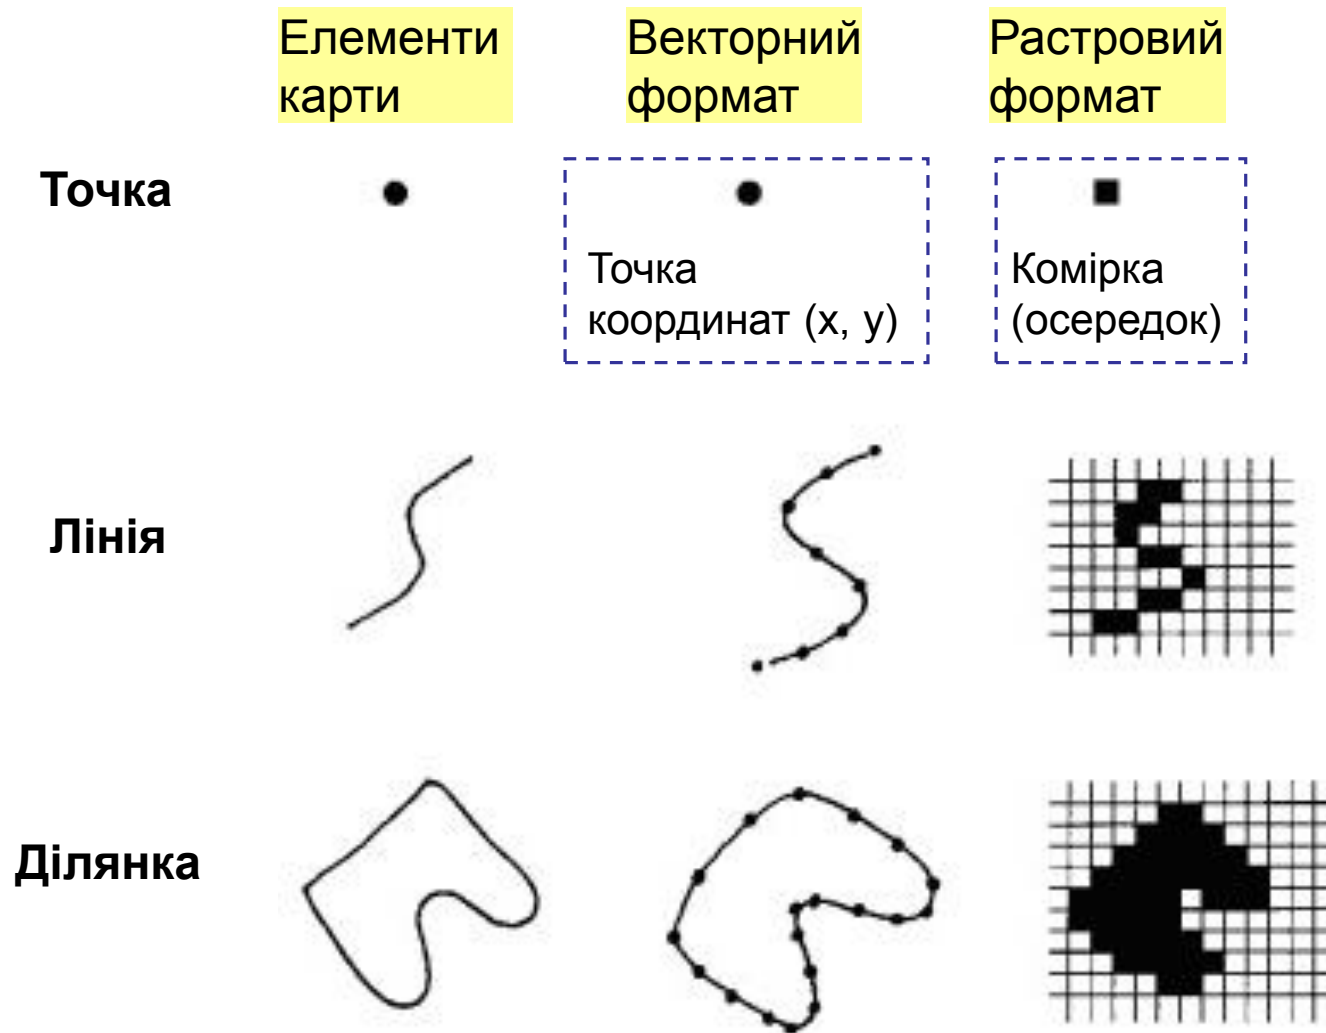 Елементи
карти
Векторний
формат
Растровий
формат
Точка
Точка
координат (x, y)
Комірка
(осередок)
Лінія
Ділянка